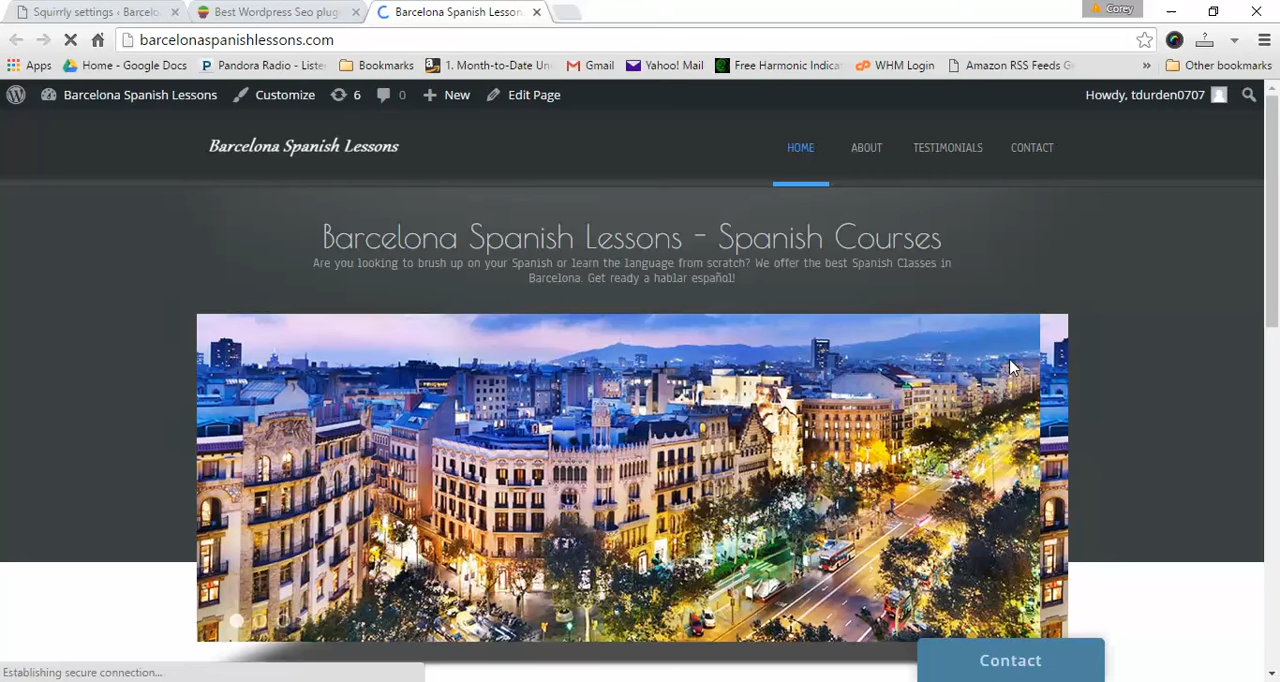 Squirrly settings ‹ Barcelo
Best Wordpress Seo plug
Barcelona Spanish Lesson
Corey
barcelonaspanishlessons.com
Apps
Home - Google Docs
Pandora Radio - Liste
Bookmarks
1. Month-to-Date Un
Gmail
Yahoo! Mail
Free Harmonic Indica
WHM Login
Amazon RSS Feeds G
»
Other bookmarks
Barcelona Spanish Lessons
Customize
6
0
New
Edit Page
Howdy, tdurden0707
Barcelona Spanish Lessons
HOME
ABOUT
TESTIMONIALS
CONTACT
Barcelona Spanish Lessons - Spanish Courses
Are you looking to brush up on your Spanish or learn the language from scratch? We offer the best Spanish Classes in
Barcelona. Get ready a hablar español!
Contact
Establishing secure connection...